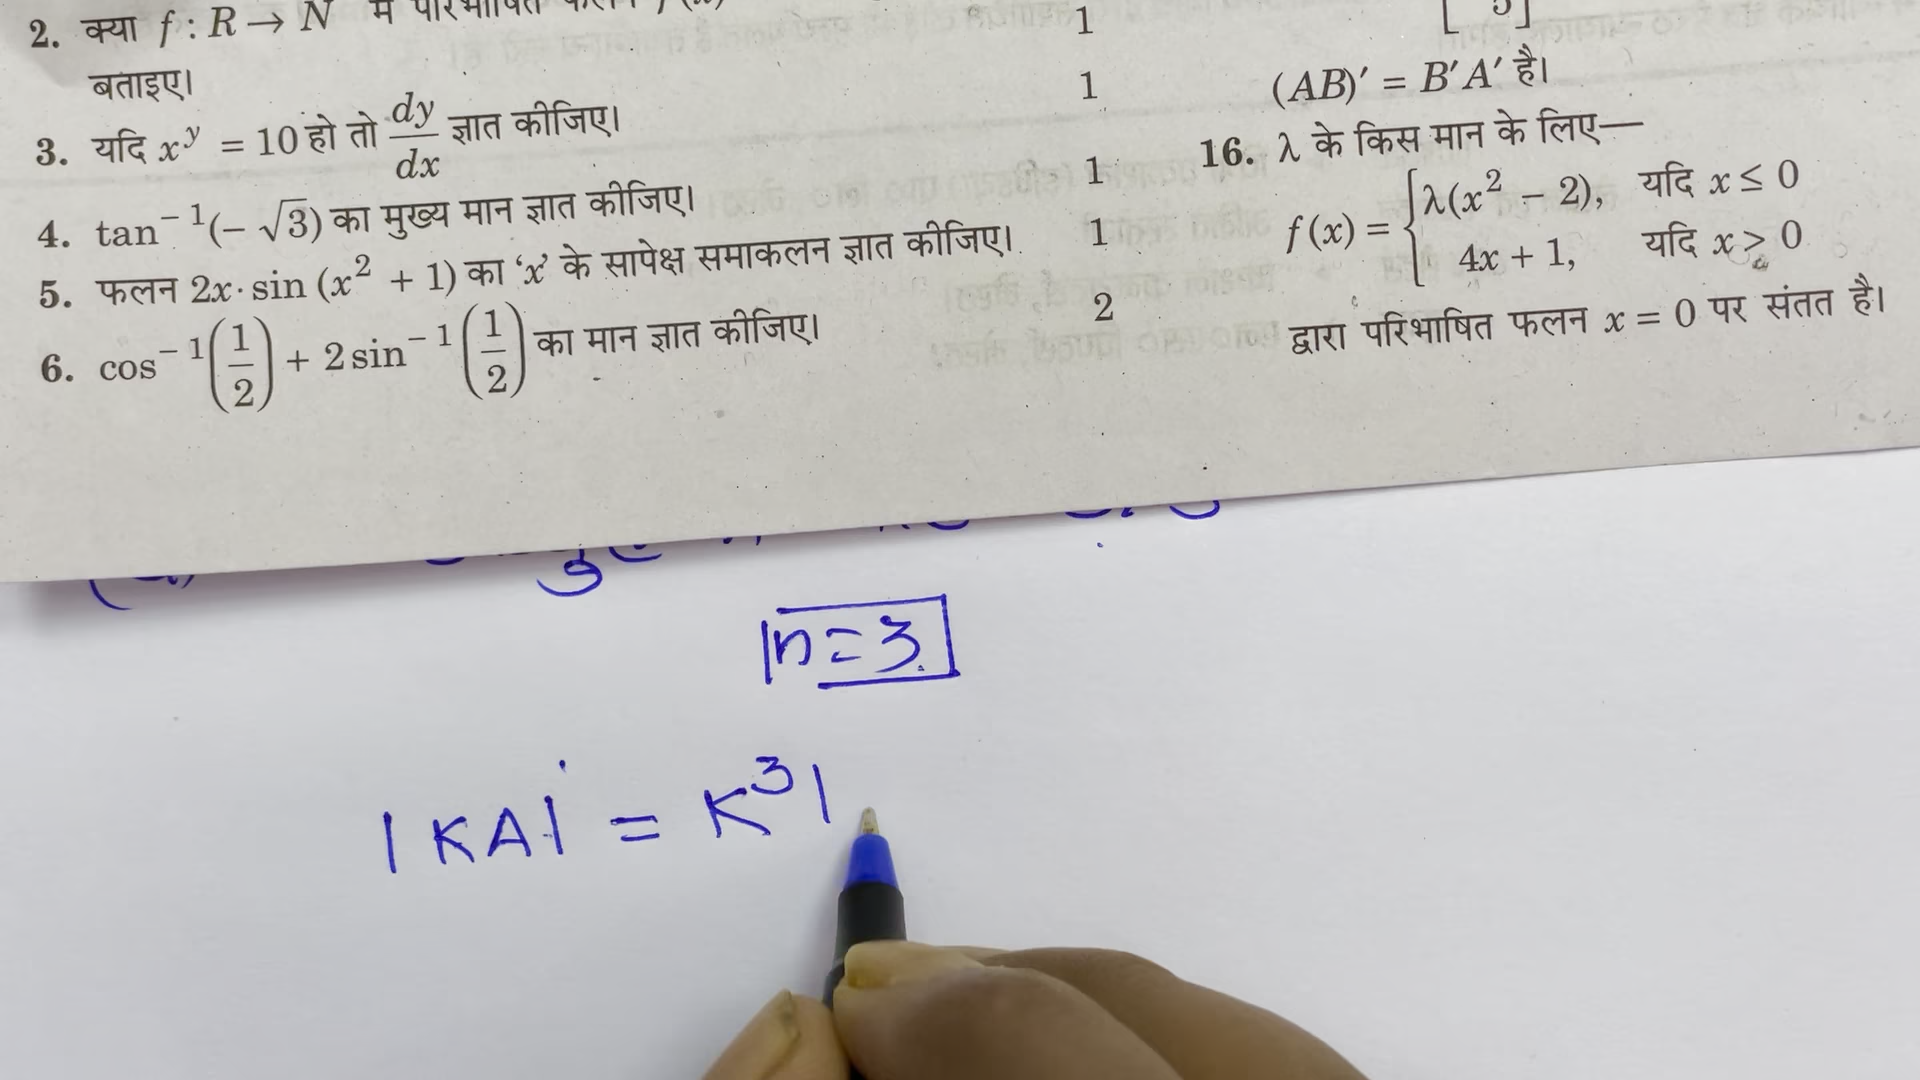 2. क्या f : R → N में परिभाषित फलन
1
बताइए।
1
3. यदि x^y = 10 हो तो dy/dx ज्ञात कीजिए।
1
4. tan⁻¹(− √3) का मुख्य मान ज्ञात कीजिए।
1
5. फलन 2x· sin (x² + 1) का ‘x’ के सापेक्ष समाकलन ज्ञात कीजिए।
2
6. cos⁻¹(1/2) + 2 sin⁻¹(1/2) का मान ज्ञात कीजिए।
(AB)′ = B′A′ है।
16. λ के किस मान के लिए—
f(x) = { λ(x² − 2), यदि x ≤ 0
4x + 1, यदि x > 0
द्वारा परिभाषित फलन x = 0 पर संतत है।
n = 3
| KA | = K³ |